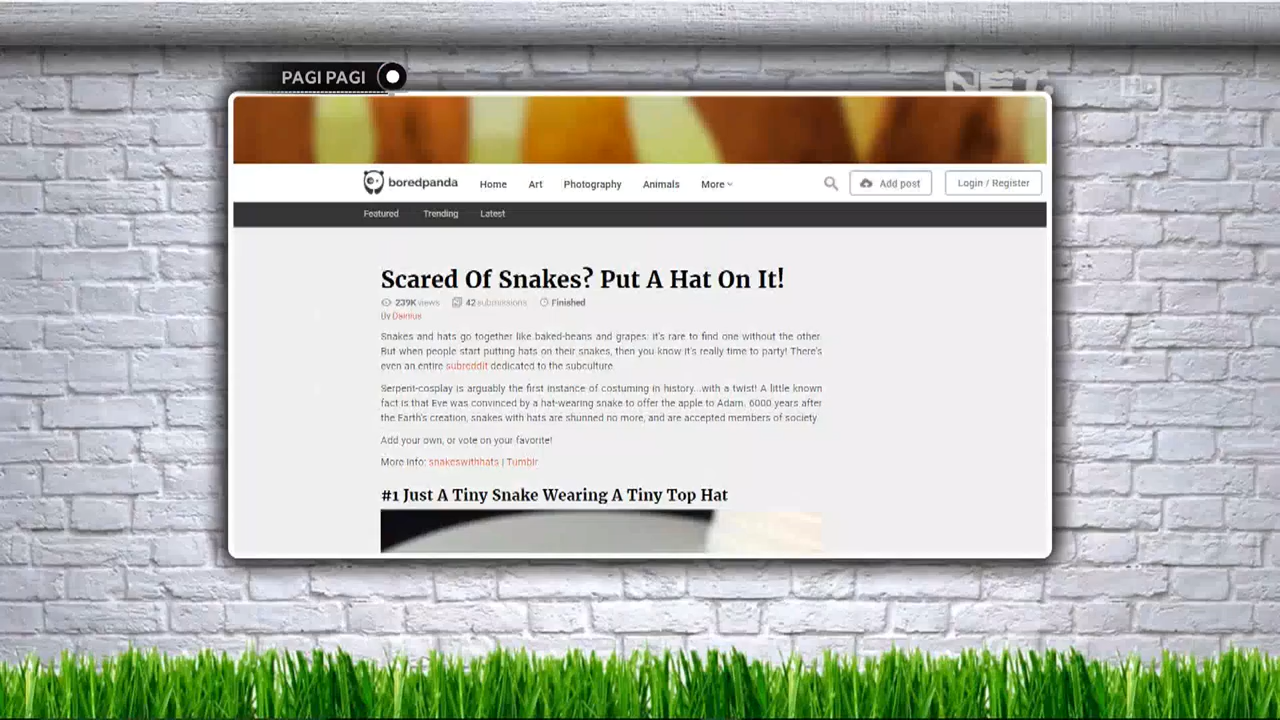 PAGI PAGI
NET.
HD
boredpanda
Home
Art
Photography
Animals
More
Add post
Login / Register
Featured
Trending
Latest
Scared Of Snakes? Put A Hat On It!
239K views
42 submissions
Finished
By Dainius
Snakes and hats go together like baked-beans and grapes: it's rare to find one without the other.
But when people start putting hats on their snakes, then you know it's really time to party! There's
even an entire subreddit dedicated to the subculture.
Serpent-cosplay is arguably the first instance of costuming in history...with a twist! A little known
fact is that Eve was convinced by a hat-wearing snake to offer the apple to Adam. 6000 years after
the Earth's creation, snakes with hats are shunned no more, and are accepted members of society.
Add your own, or vote on your favorite!
More info: snakeswithhats | Tumblr
#1 Just A Tiny Snake Wearing A Tiny Top Hat